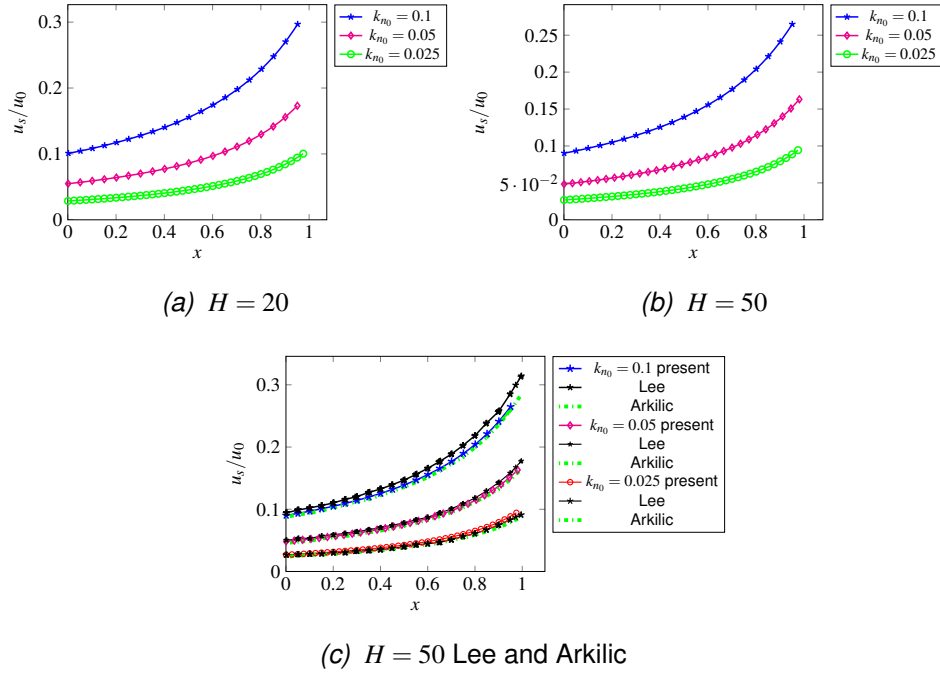 0.3
0.2
0.1
0
0 0.2 0.4 0.6 0.8 1
x
u_s/u_0
k_{n_0} = 0.1
k_{n_0} = 0.05
k_{n_0} = 0.025
(a) H = 20
0.25
0.2
0.15
0.1
5 · 10^{−2}
0
0 0.2 0.4 0.6 0.8 1
x
u_s/u_0
k_{n_0} = 0.1
k_{n_0} = 0.05
k_{n_0} = 0.025
(b) H = 50
0.3
0.2
0.1
0
0 0.2 0.4 0.6 0.8 1
x
u_s/u_0
k_{n_0} = 0.1 present
Lee
Arkilic
k_{n_0} = 0.05 present
Lee
Arkilic
k_{n_0} = 0.025 present
Lee
Arkilic
(c) H = 50 Lee and Arkilic